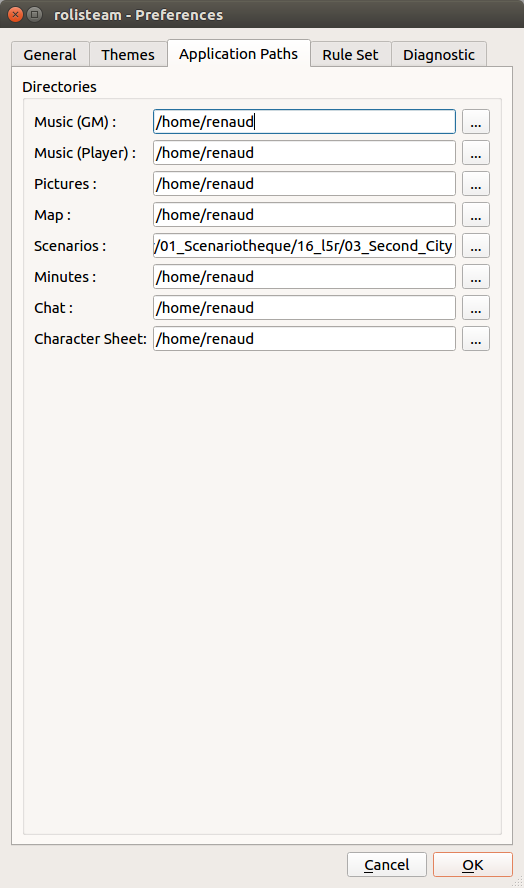 rolisteam - Preferences
General Themes Application Paths Rule Set Diagnostic
Directories
Music (GM) : /home/renaud ...
Music (Player) : /home/renaud ...
Pictures : /home/renaud ...
Map : /home/renaud ...
Scenarios : /01_Scenariotheque/16_l5r/03_Second_City ...
Minutes : /home/renaud ...
Chat : /home/renaud ...
Character Sheet: /home/renaud ...
Cancel OK